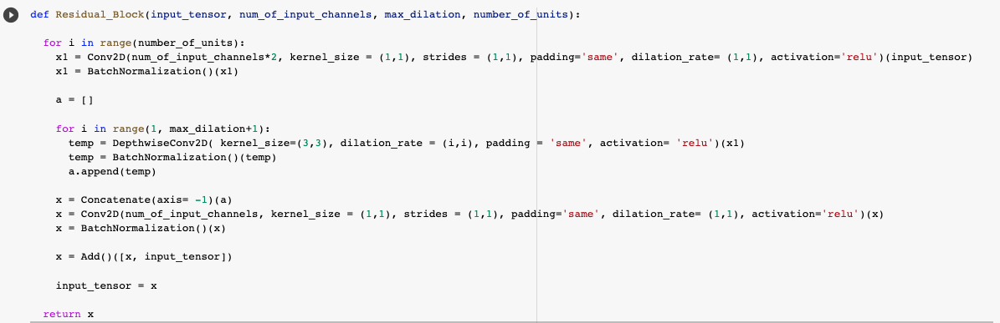 def Residual_Block(input_tensor, num_of_input_channels, max_dilation, number_of_units):
for i in range(number_of_units):
x1 = Conv2D(num_of_input_channels*2, kernel_size = (1,1), strides = (1,1), padding='same', dilation_rate= (1,1), activation='relu')(input_tensor)
x1 = BatchNormalization()(x1)
a = []
for i in range(1, max_dilation+1):
temp = DepthwiseConv2D( kernel_size=(3,3), dilation_rate = (i,i), padding = 'same', activation= 'relu')(x1)
temp = BatchNormalization()(temp)
a.append(temp)
x = Concatenate(axis= -1)(a)
x = Conv2D(num_of_input_channels, kernel_size = (1,1), strides = (1,1), padding='same', dilation_rate= (1,1), activation='relu')(x)
x = BatchNormalization()(x)
x = Add()([x, input_tensor])
input_tensor = x
return x